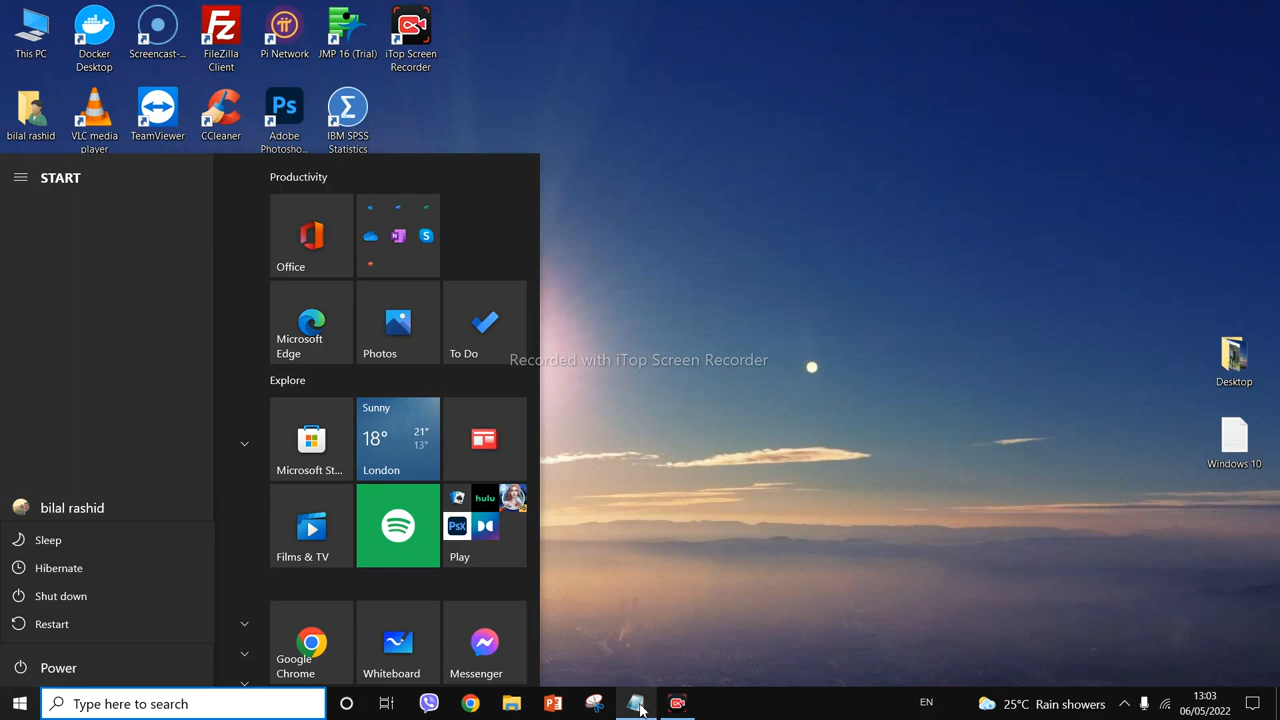 This PC
Docker
Desktop
Screencast-...
FileZilla
Client
Pi Network
JMP 16 (Trial)
iTop Screen
Recorder
bilal rashid
VLC media
player
TeamViewer
CCleaner
Adobe
Photosho...
IBM SPSS
Statistics
START
Productivity
Office
Microsoft
Edge
Photos
To Do
Recorded with iTop Screen Recorder
Explore
Microsoft St...
Sunny
18°
21°
13°
London
Films & TV
hulu
Play
Google
Chrome
Whiteboard
Messenger
bilal rashid
Sleep
Hibernate
Shut down
Restart
Power
Desktop
Windows 10
Type here to search
EN
25°C Rain showers
13:03
06/05/2022